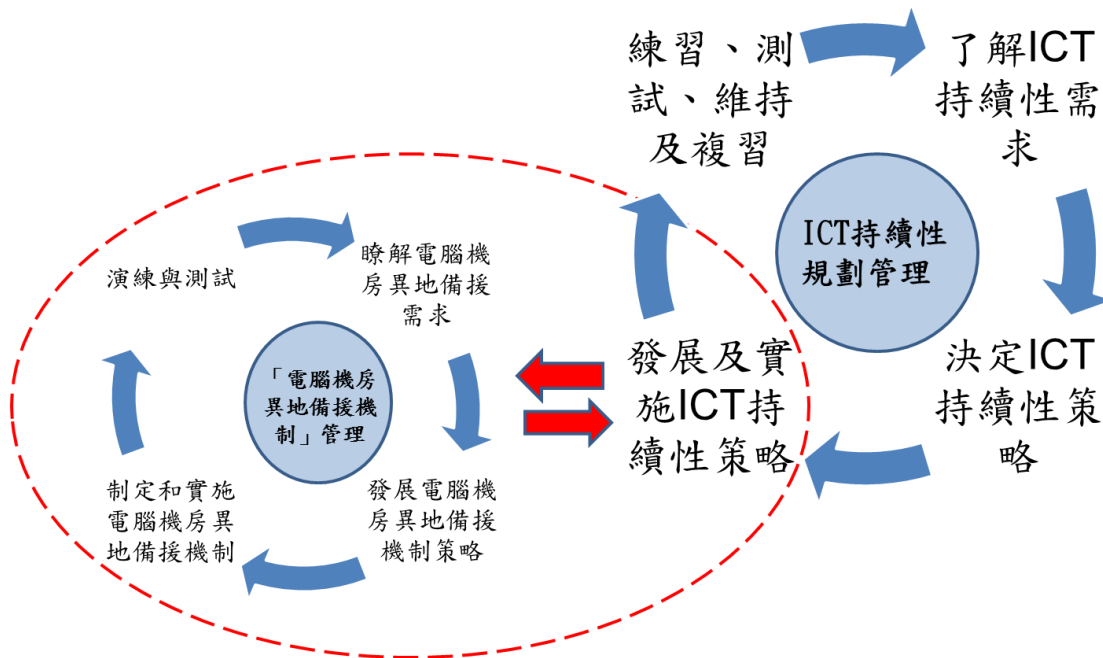 練習、測
試、維持
及複習
了解ICT
持續性需
求
ICT持續性
規劃管理
決定ICT
持續性策
略
發展及實
施ICT持
續性策略
演練與測試
瞭解電腦機
房異地備援
需求
「電腦機房
異地備援機
制」管理
發展電腦機
房異地備援
機制策略
制定和實施
電腦機房異
地備援機制